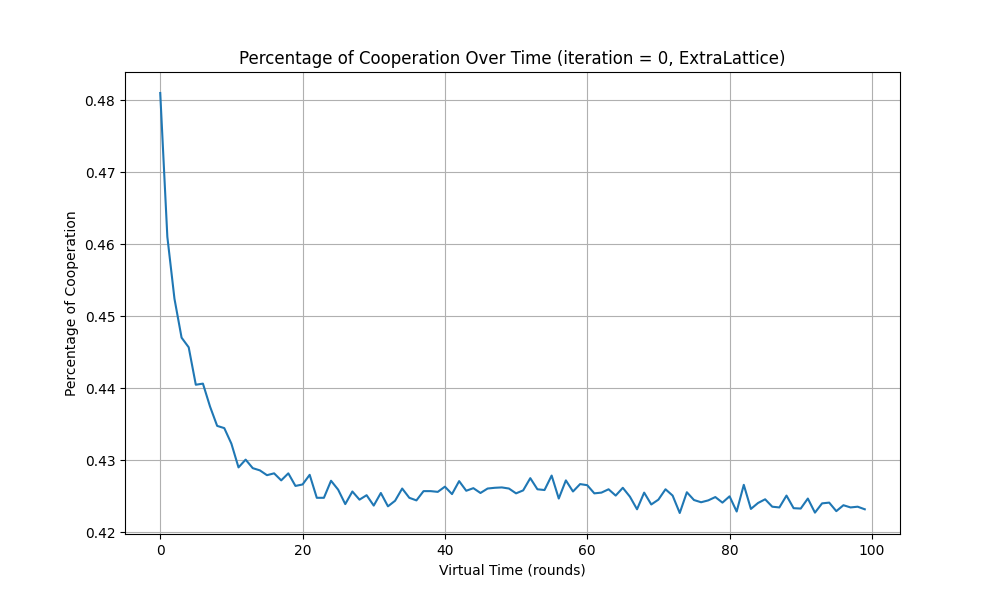 Percentage of Cooperation Over Time (iteration = 0, ExtraLattice)
0.48
0.47
0.46
0.45
0.44
0.43
0.42
Percentage of Cooperation
0 20 40 60 80 100
Virtual Time (rounds)